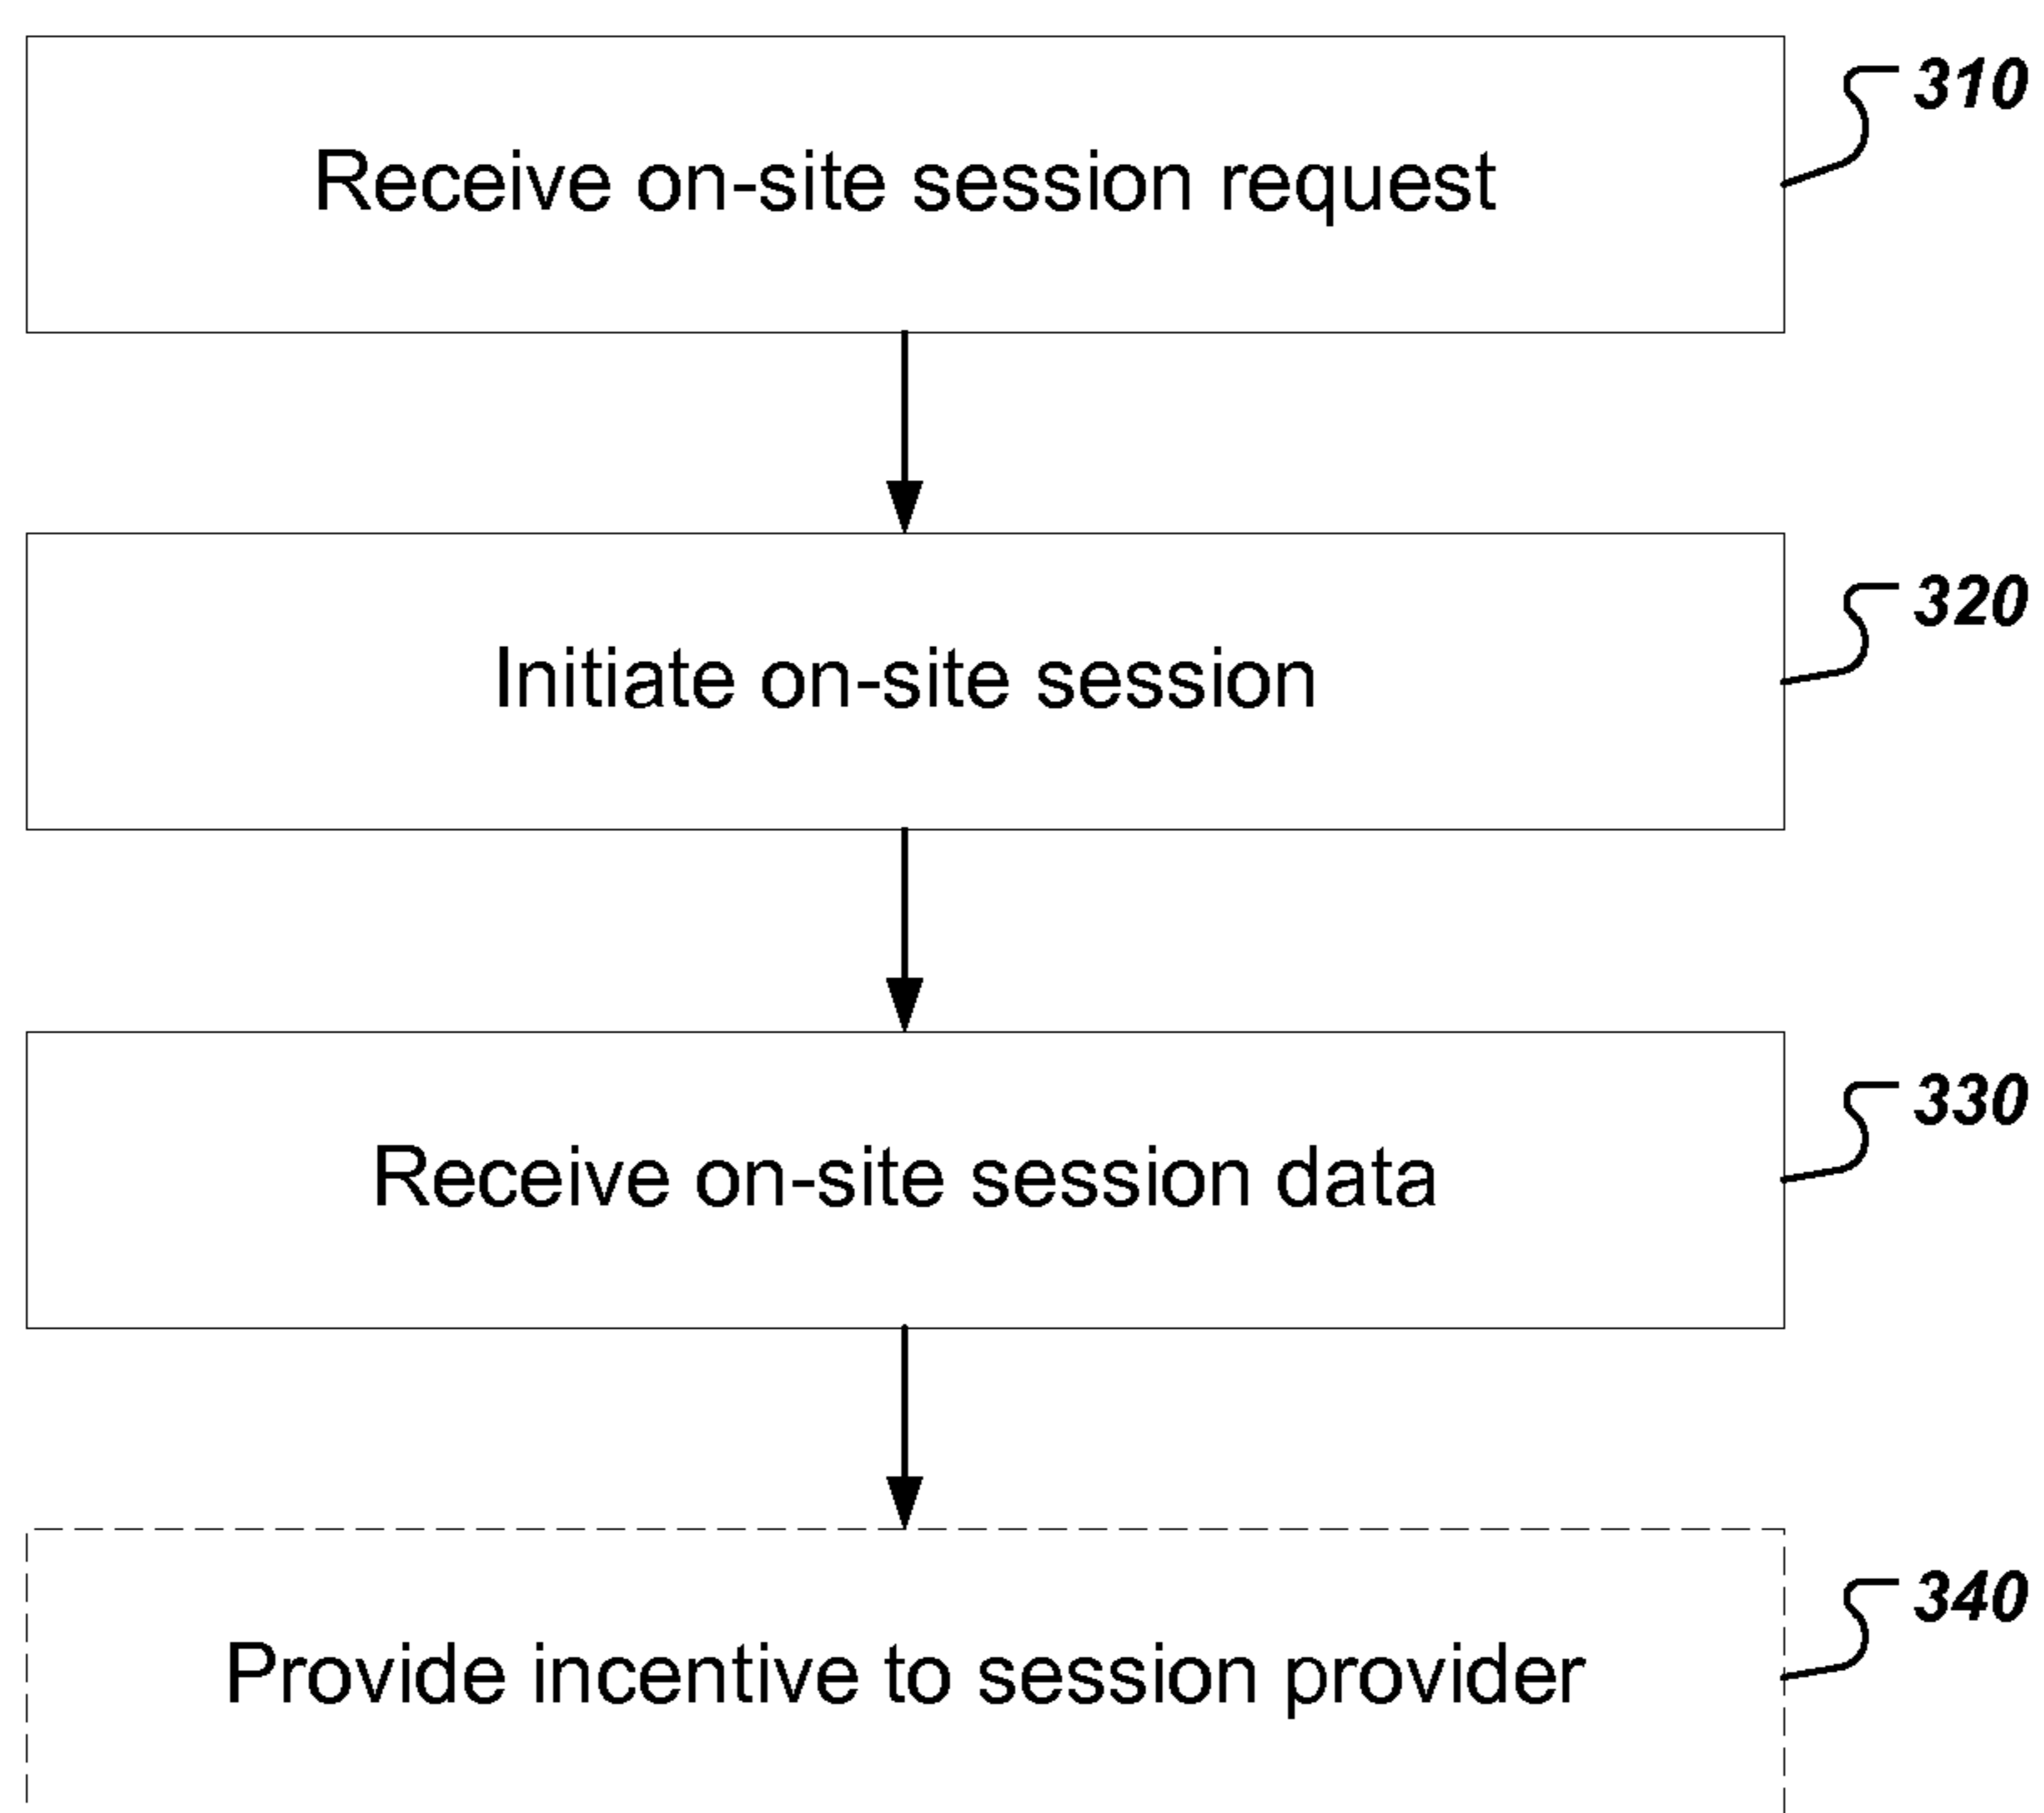 Receive on-site session request
310
Initiate on-site session
320
Receive on-site session data
330
Provide incentive to session provider
340